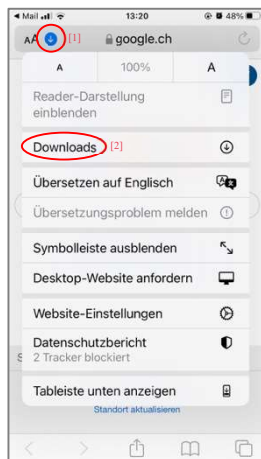 Mail 13:20 48%
AA [1] google.ch
A 100% A
Reader-Darstellung
einblenden
Downloads [2]
Übersetzen auf Englisch
Übersetzungsproblem melden
Symbolleiste ausblenden
Desktop-Website anfordern
Website-Einstellungen
Datenschutzbericht
2 Tracker blockiert
Tableiste unten anzeigen
Standort aktualisieren